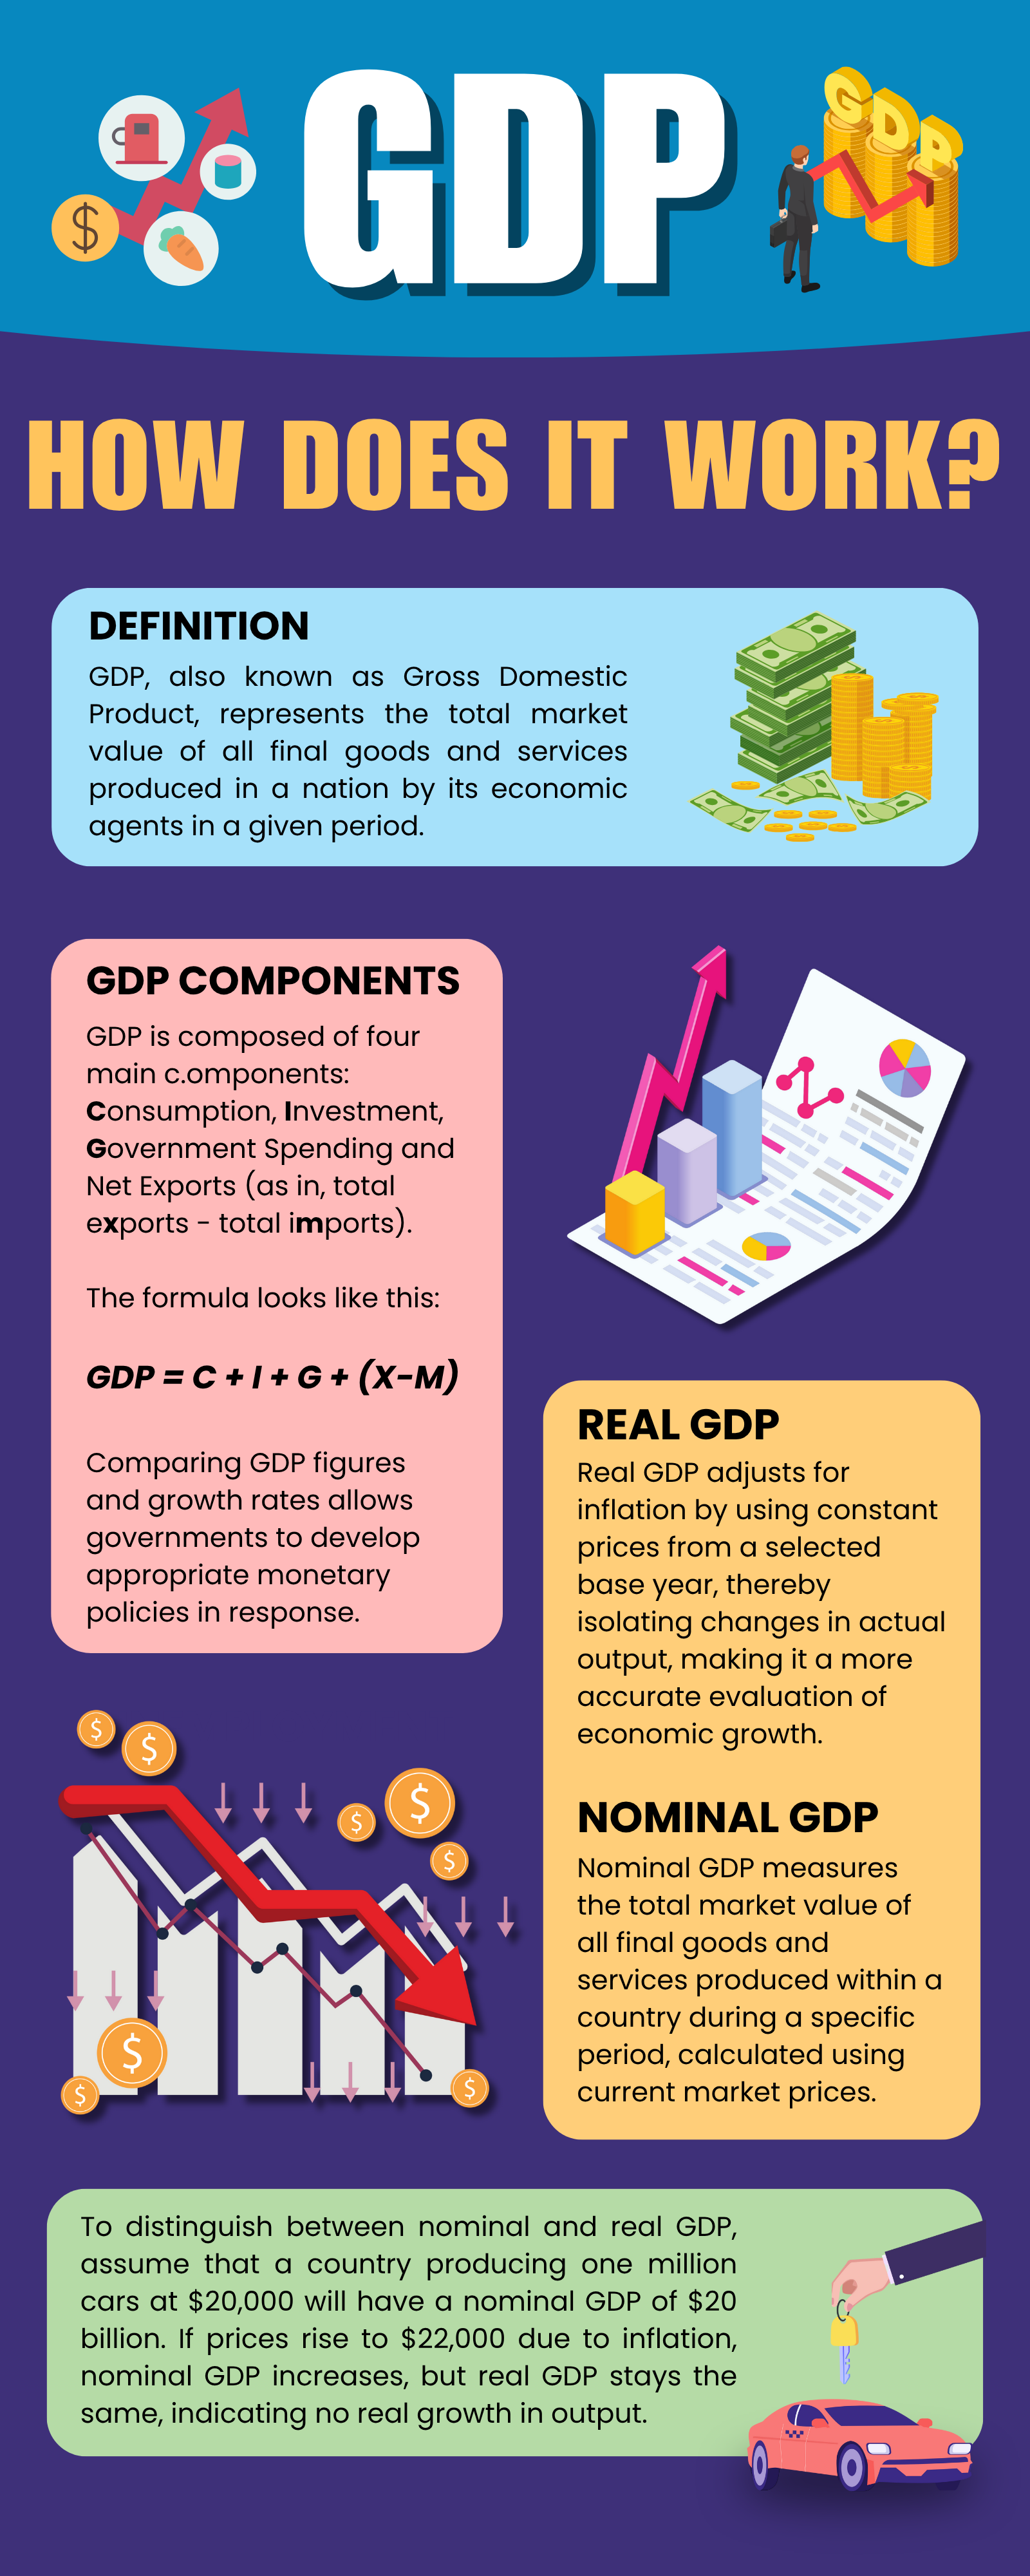 GDP
GDP
HOW DOES IT WORK?
DEFINITION
GDP, also known as Gross Domestic
Product, represents the total market
value of all final goods and services
produced in a nation by its economic
agents in a given period.
GDP COMPONENTS
GDP is composed of four
main c.omponents:
Consumption, Investment,
Government Spending and
Net Exports (as in, total
exports - total imports).
The formula looks like this:
GDP = C + I + G + (X-M)
Comparing GDP figures
and growth rates allows
governments to develop
appropriate monetary
policies in response.
REAL GDP
Real GDP adjusts for
inflation by using constant
prices from a selected
base year, thereby
isolating changes in actual
output, making it a more
accurate evaluation of
economic growth.
NOMINAL GDP
Nominal GDP measures
the total market value of
all final goods and
services produced within a
country during a specific
period, calculated using
current market prices.
To distinguish between nominal and real GDP,
assume that a country producing one million
cars at $20,000 will have a nominal GDP of $20
billion. If prices rise to $22,000 due to inflation,
nominal GDP increases, but real GDP stays the
same, indicating no real growth in output.